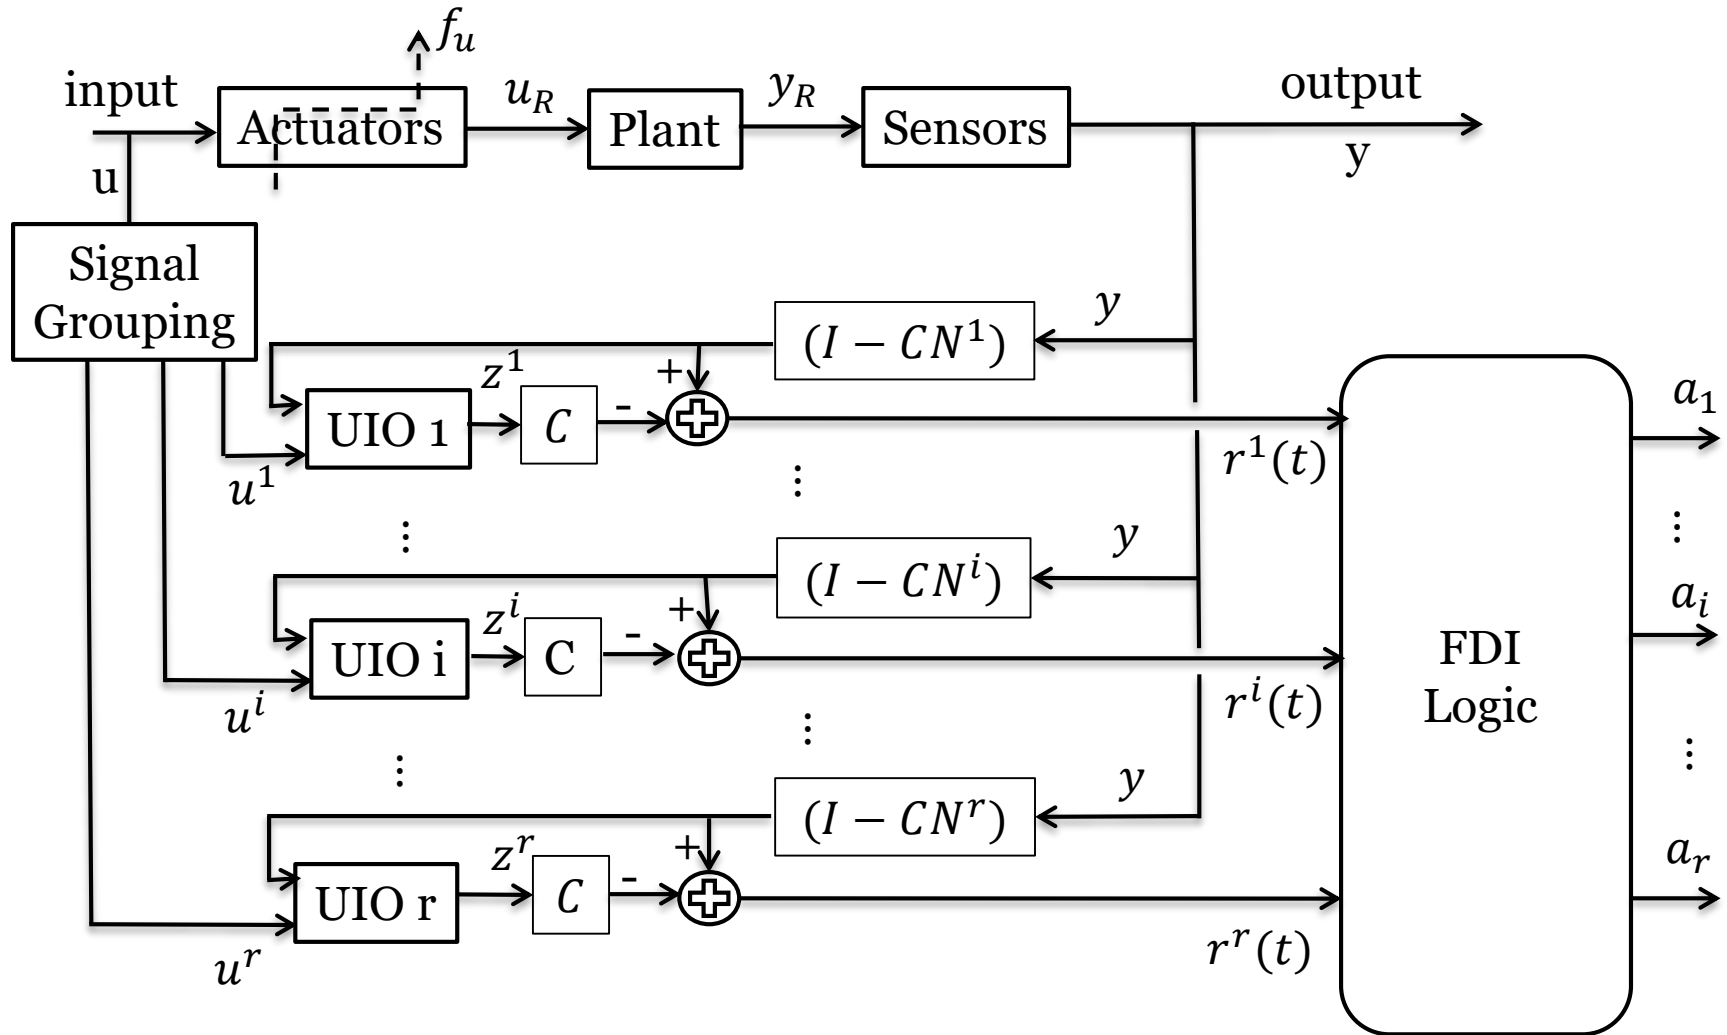 f_u
input
Actuators
u_R
Plant
y_R
Sensors
output
u
y
Signal
Grouping
(I − CN^1)
y
+
z^1
UIO 1
C
-
u^1
r^1(t)
a_1
⋮
⋮
⋮
(I − CN^i)
y
+
z^i
UIO i
C
-
u^i
r^i(t)
FDI
Logic
a_i
⋮
⋮
⋮
(I − CN^r)
y
+
z^r
UIO r
C
-
u^r
r^r(t)
a_r